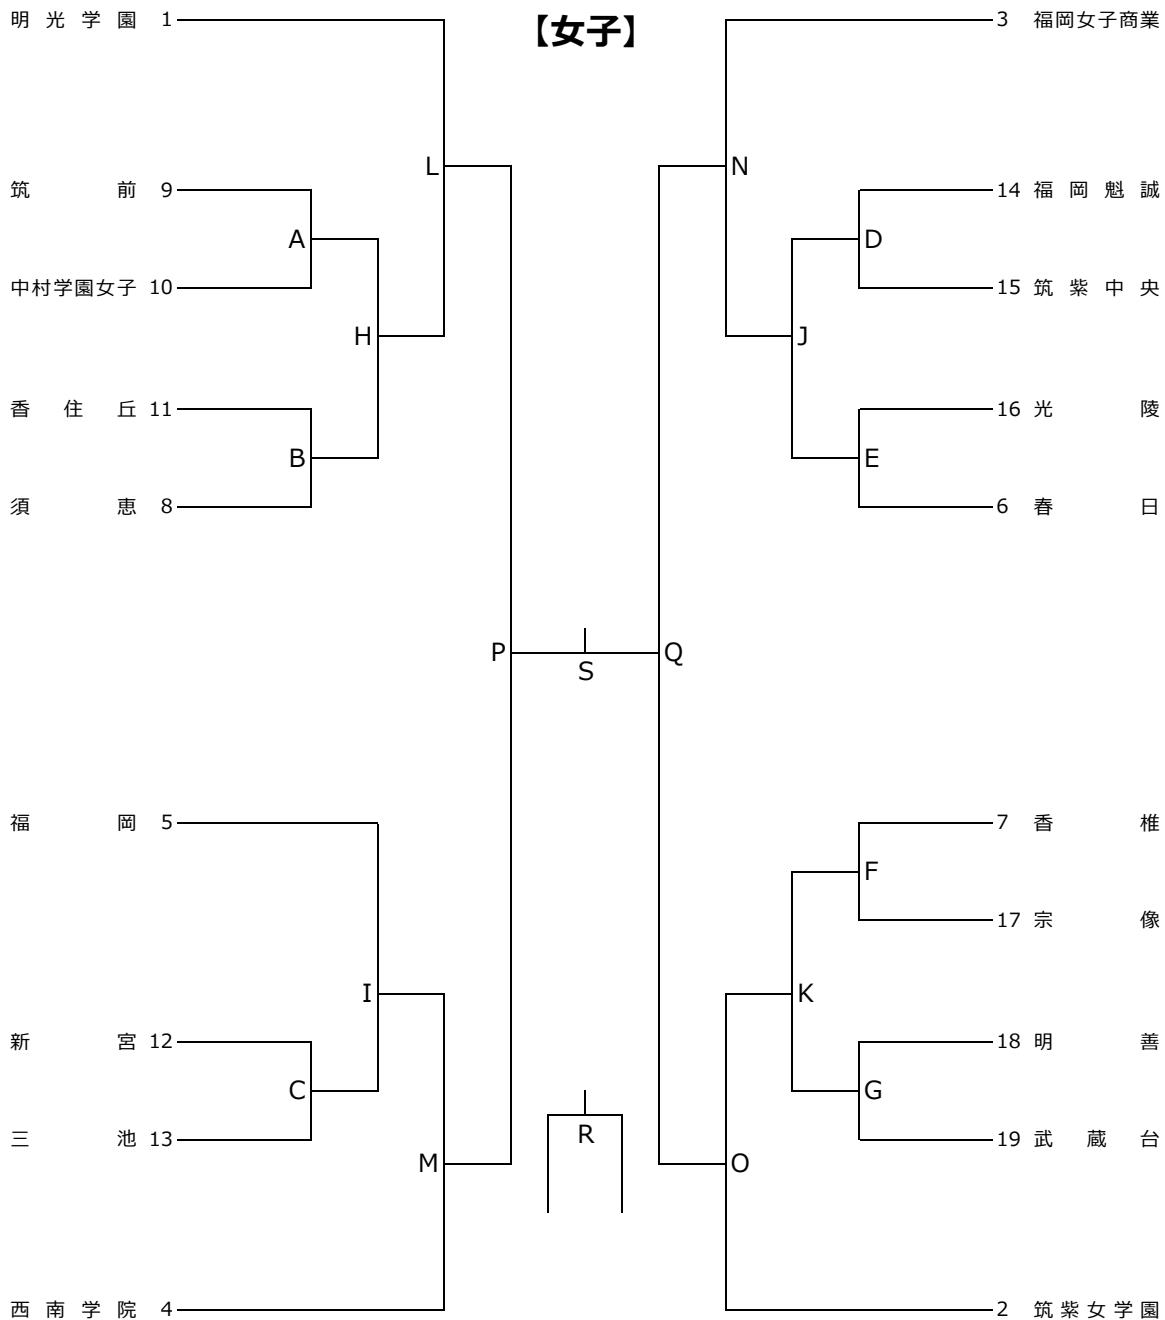 【女子】
明光学園 1
3 福岡女子商業
L
N
筑前 9
14 福岡魁誠
A
D
中村学園女子 10
15 筑紫中央
H
J
香住丘 11
16 光陵
B
E
須恵 8
6 春日
P
S
Q
福岡 5
7 香椎
F
17 宗像
I
K
新宮 12
18 明善
C
G
三池 13
R
19 武蔵台
M
O
西南学院 4
2 筑紫女学園